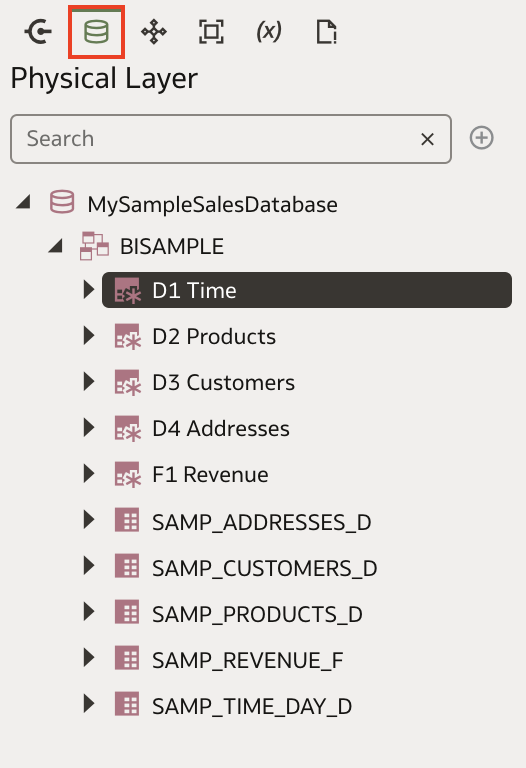 (x)
Physical Layer
Search
MySampleSalesDatabase
BISAMPLE
D1 Time
D2 Products
D3 Customers
D4 Addresses
F1 Revenue
SAMP_ADDRESSES_D
SAMP_CUSTOMERS_D
SAMP_PRODUCTS_D
SAMP_REVENUE_F
SAMP_TIME_DAY_D